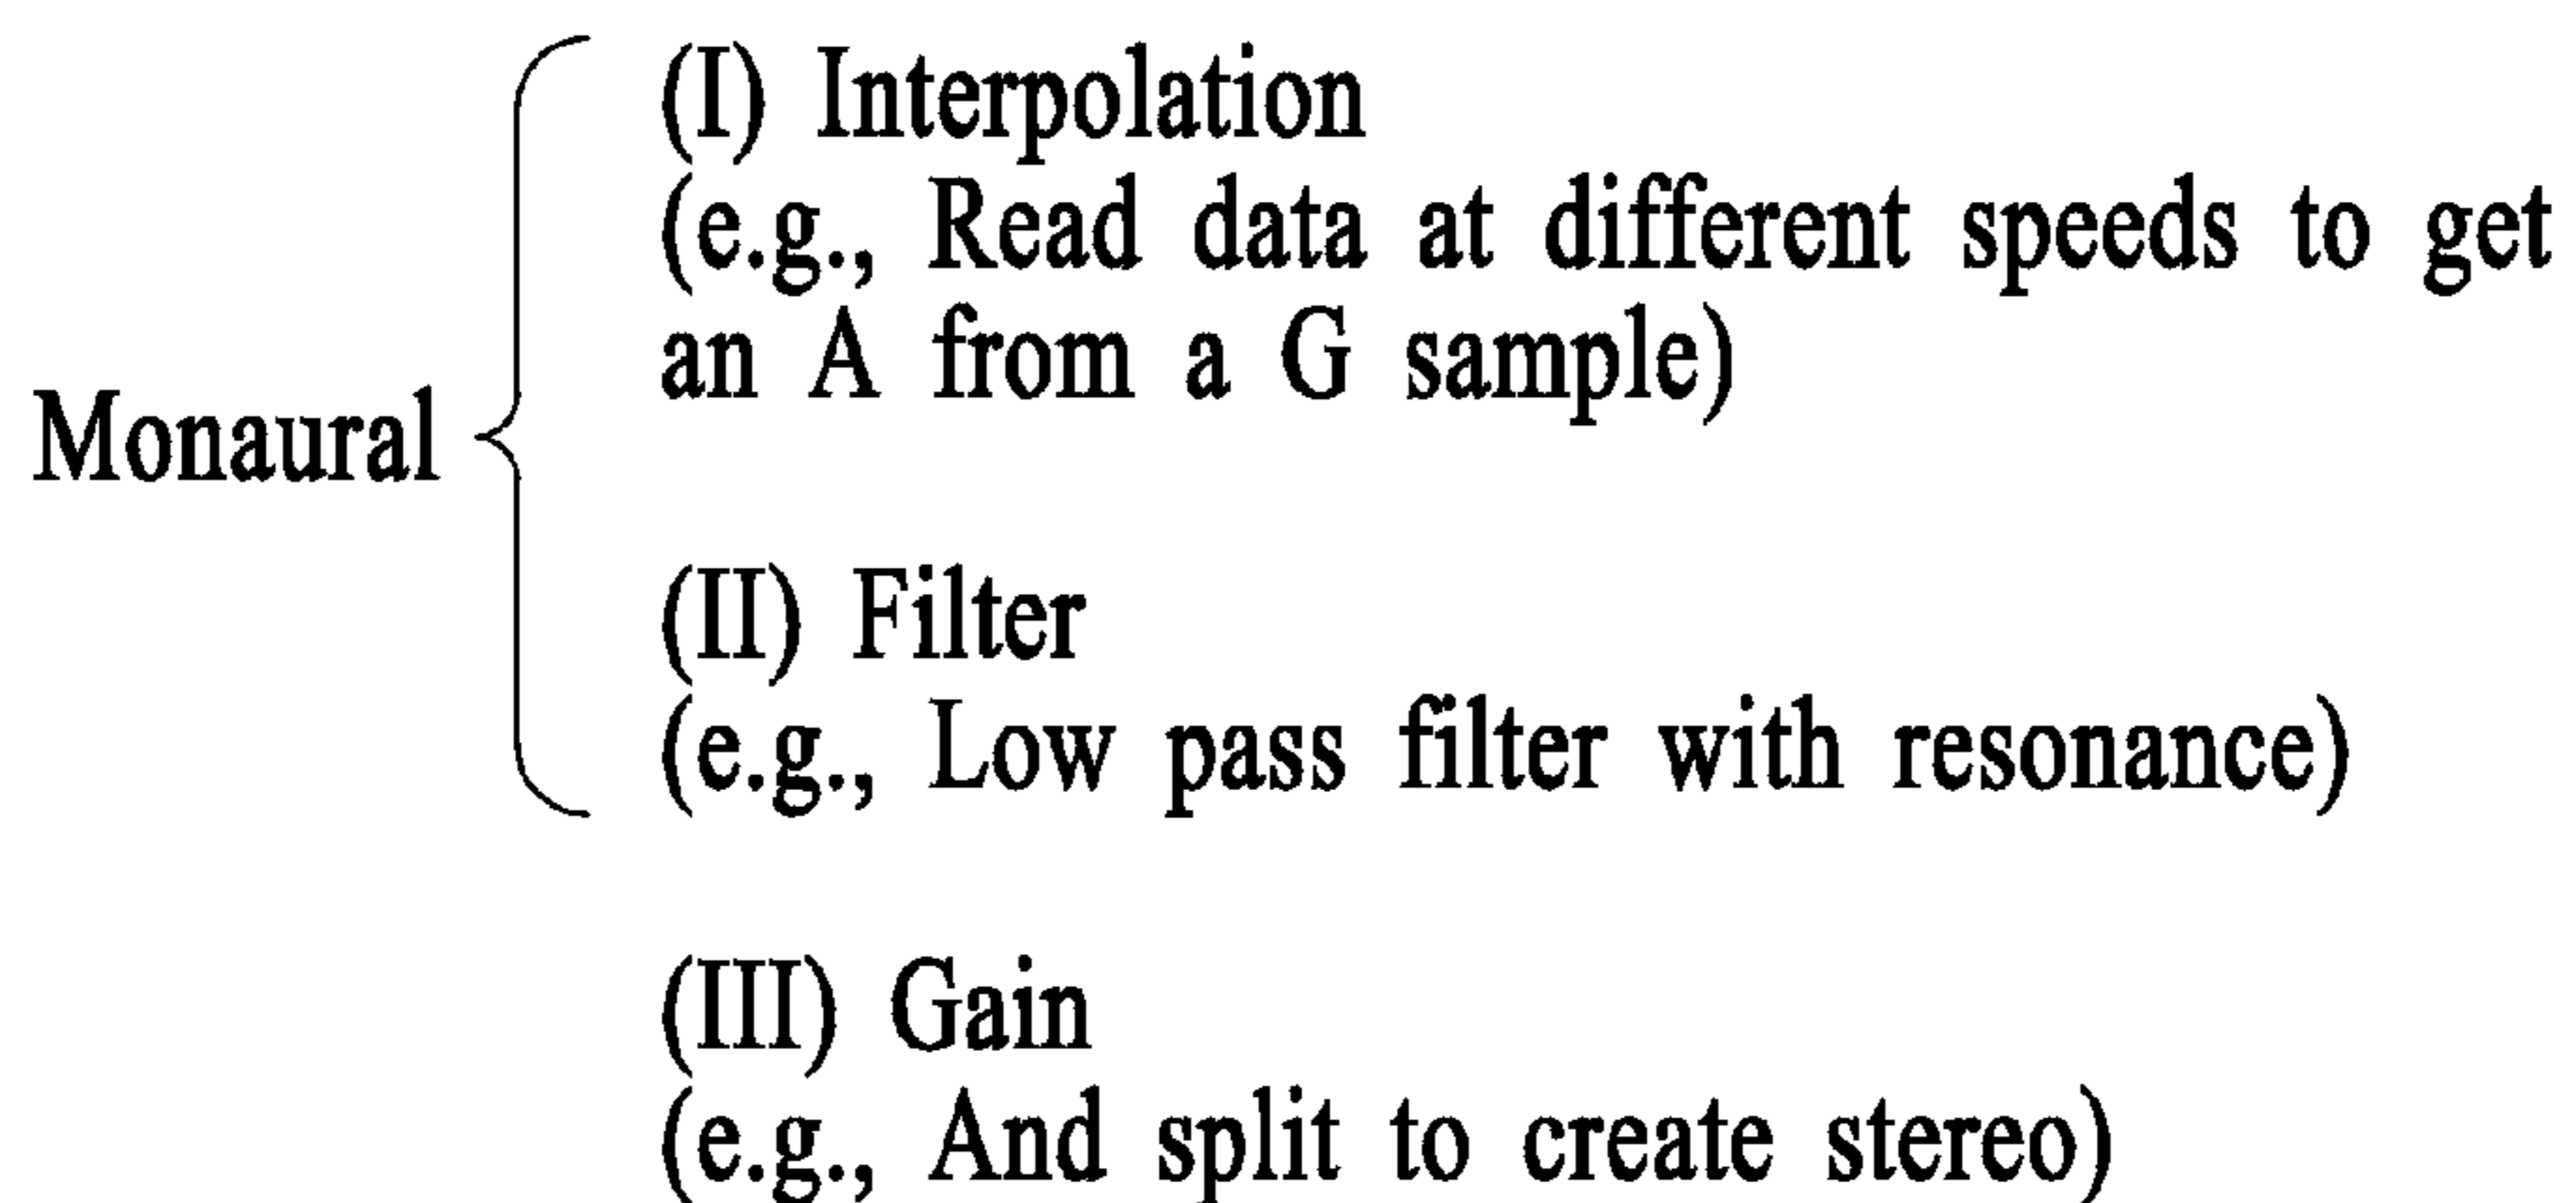 (I) Interpolation
(e.g., Read data at different speeds to get
an A from a G sample)
Monaural
(II) Filter
(e.g., Low pass filter with resonance)
(III) Gain
(e.g., And split to create stereo)